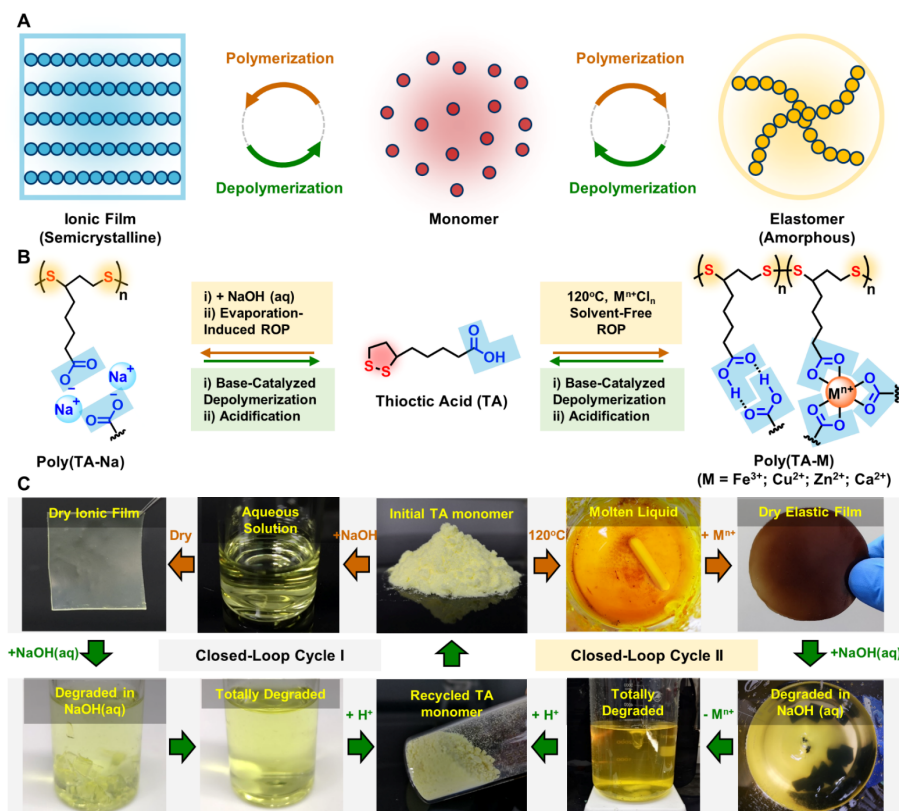 A
Polymerization
Polymerization
Depolymerization
Depolymerization
Ionic Film
(Semicrystalline)
Monomer
Elastomer
(Amorphous)
B
S
S
n
O
O
−
Na⁺
Na⁺
−
O
O
Poly(TA-Na)
i) + NaOH (aq)
ii) Evaporation-
Induced ROP
i) Base-Catalyzed
Depolymerization
ii) Acidification
S-S
O
OH
Thioctic Acid (TA)
120°C, Mⁿ⁺Clₙ
Solvent-Free
ROP
i) Base-Catalyzed
Depolymerization
ii) Acidification
S
S
S
S
n
O
O
H
H
O
O
O
O
Mⁿ⁺
O
O
O
O
Poly(TA-M)
(M = Fe³⁺; Cu²⁺; Zn²⁺; Ca²⁺)
C
Dry Ionic Film
Dry
Aqueous
Solution
+NaOH
Initial TA monomer
120°C
Molten Liquid
+ Mⁿ⁺
Dry Elastic Film
+NaOH(aq)
Closed-Loop Cycle I
Closed-Loop Cycle II
+NaOH(aq)
Degraded in
NaOH(aq)
Totally Degraded
+ H⁺
Recycled TA
monomer
+ H⁺
Totally
Degraded
- Mⁿ⁺
Degraded in
NaOH (aq)